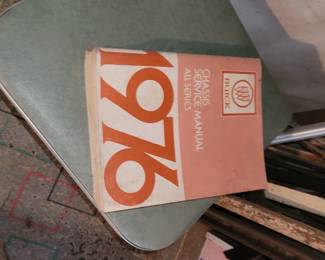 BUICK
CHASSIS
SERVICE MANUAL
ALL SERIES
1976